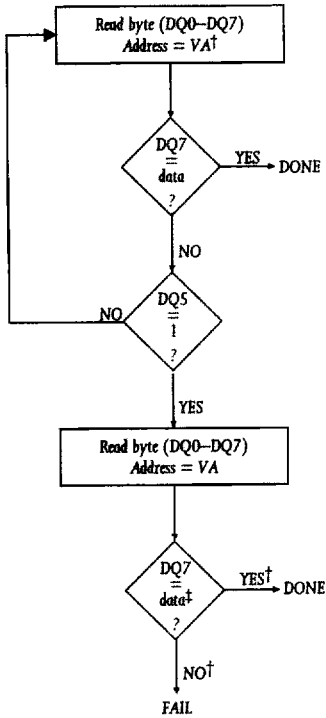 Read byte (DQ0–DQ7)
Address = VA†
DQ7
=
data
?
YES
DONE
NO
DQ5
=
1
?
NO
YES
Read byte (DQ0–DQ7)
Address = VA
DQ7
=
data‡
?
YES†
DONE
NO†
FAIL